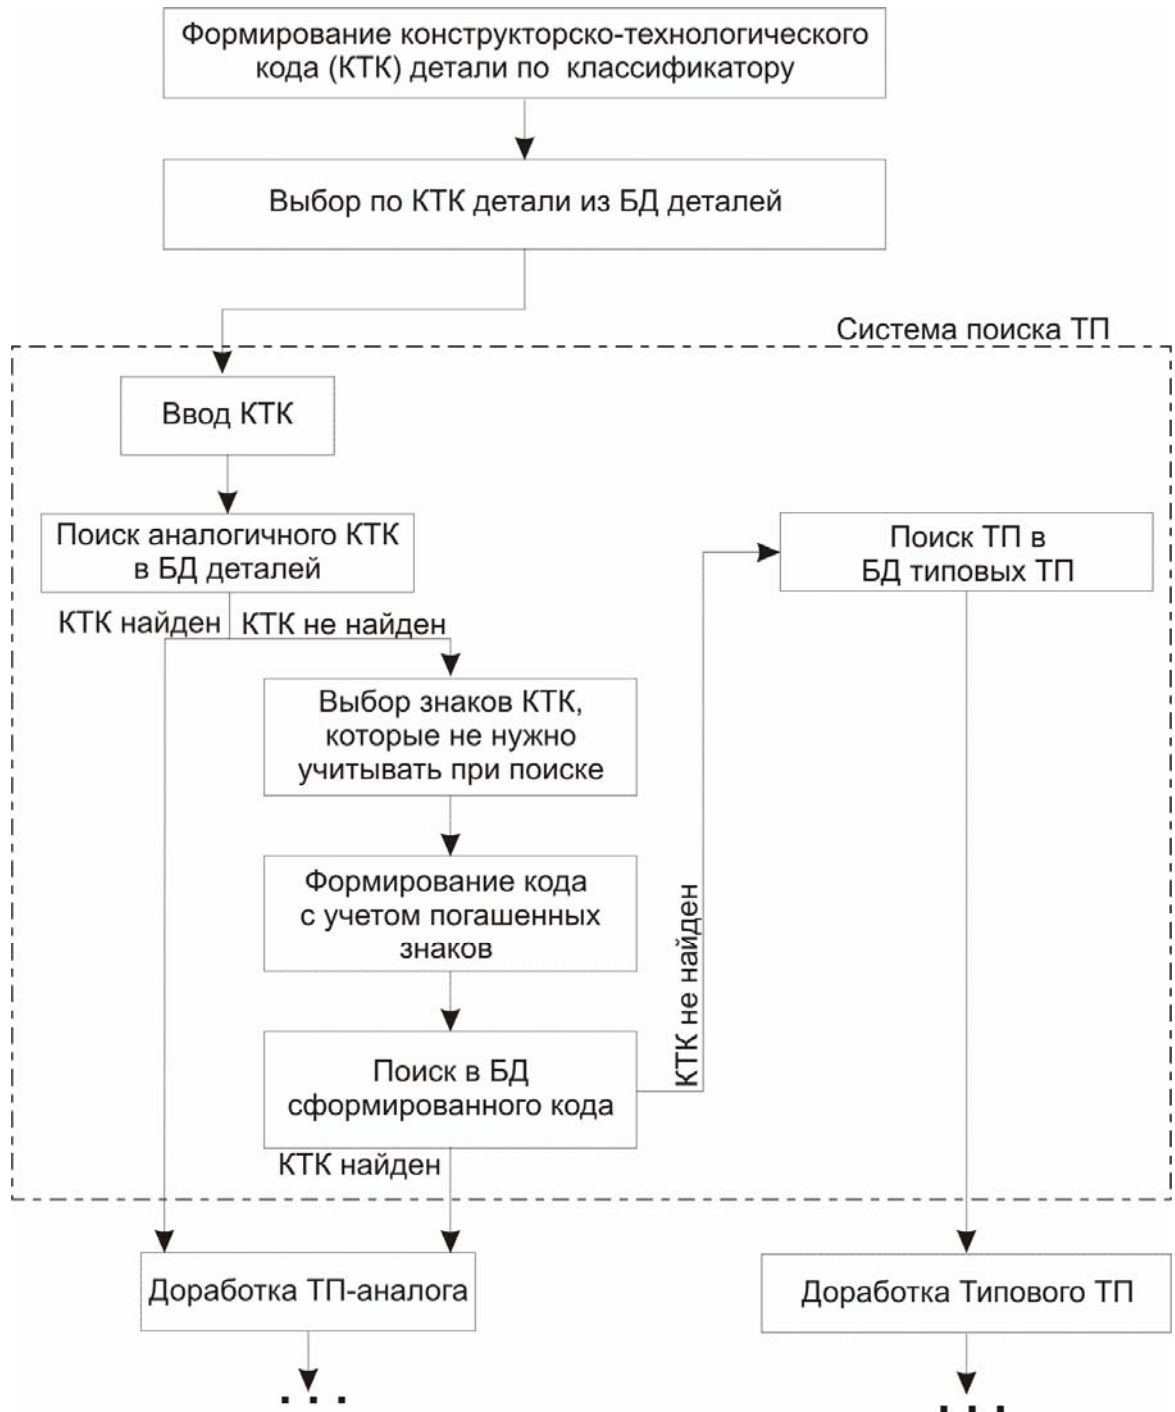 Формирование конструкторско-технологического
кода (КТК) детали по классификатору
Выбор по КТК детали из БД деталей
Система поиска ТП
Ввод КТК
Поиск аналогичного КТК
в БД деталей
Поиск ТП в
БД типовых ТП
КТК найден
КТК не найден
Выбор знаков КТК,
которые не нужно
учитывать при поиске
Формирование кода
с учетом погашенных
знаков
КТК не найден
Поиск в БД
сформированного кода
КТК найден
Доработка ТП-аналога
Доработка Типового ТП
. . .
. . .